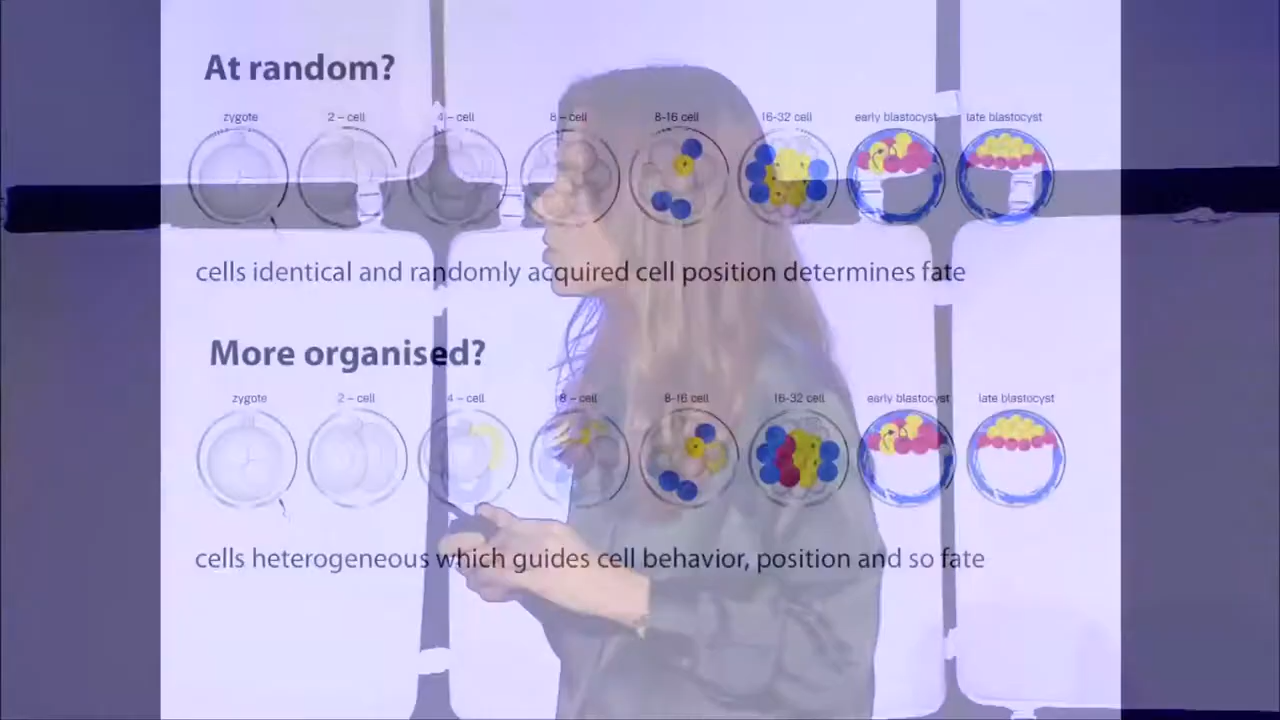 At random?
zygote 2 – cell 4 – cell 8 – cell 8-16 cell 16-32 cell early blastocyst late blastocyst
cells identical and randomly acquired cell position determines fate
More organised?
zygote 2 – cell 4 – cell 8 – cell 8-16 cell 16-32 cell early blastocyst late blastocyst
cells heterogeneous which guides cell behavior, position and so fate